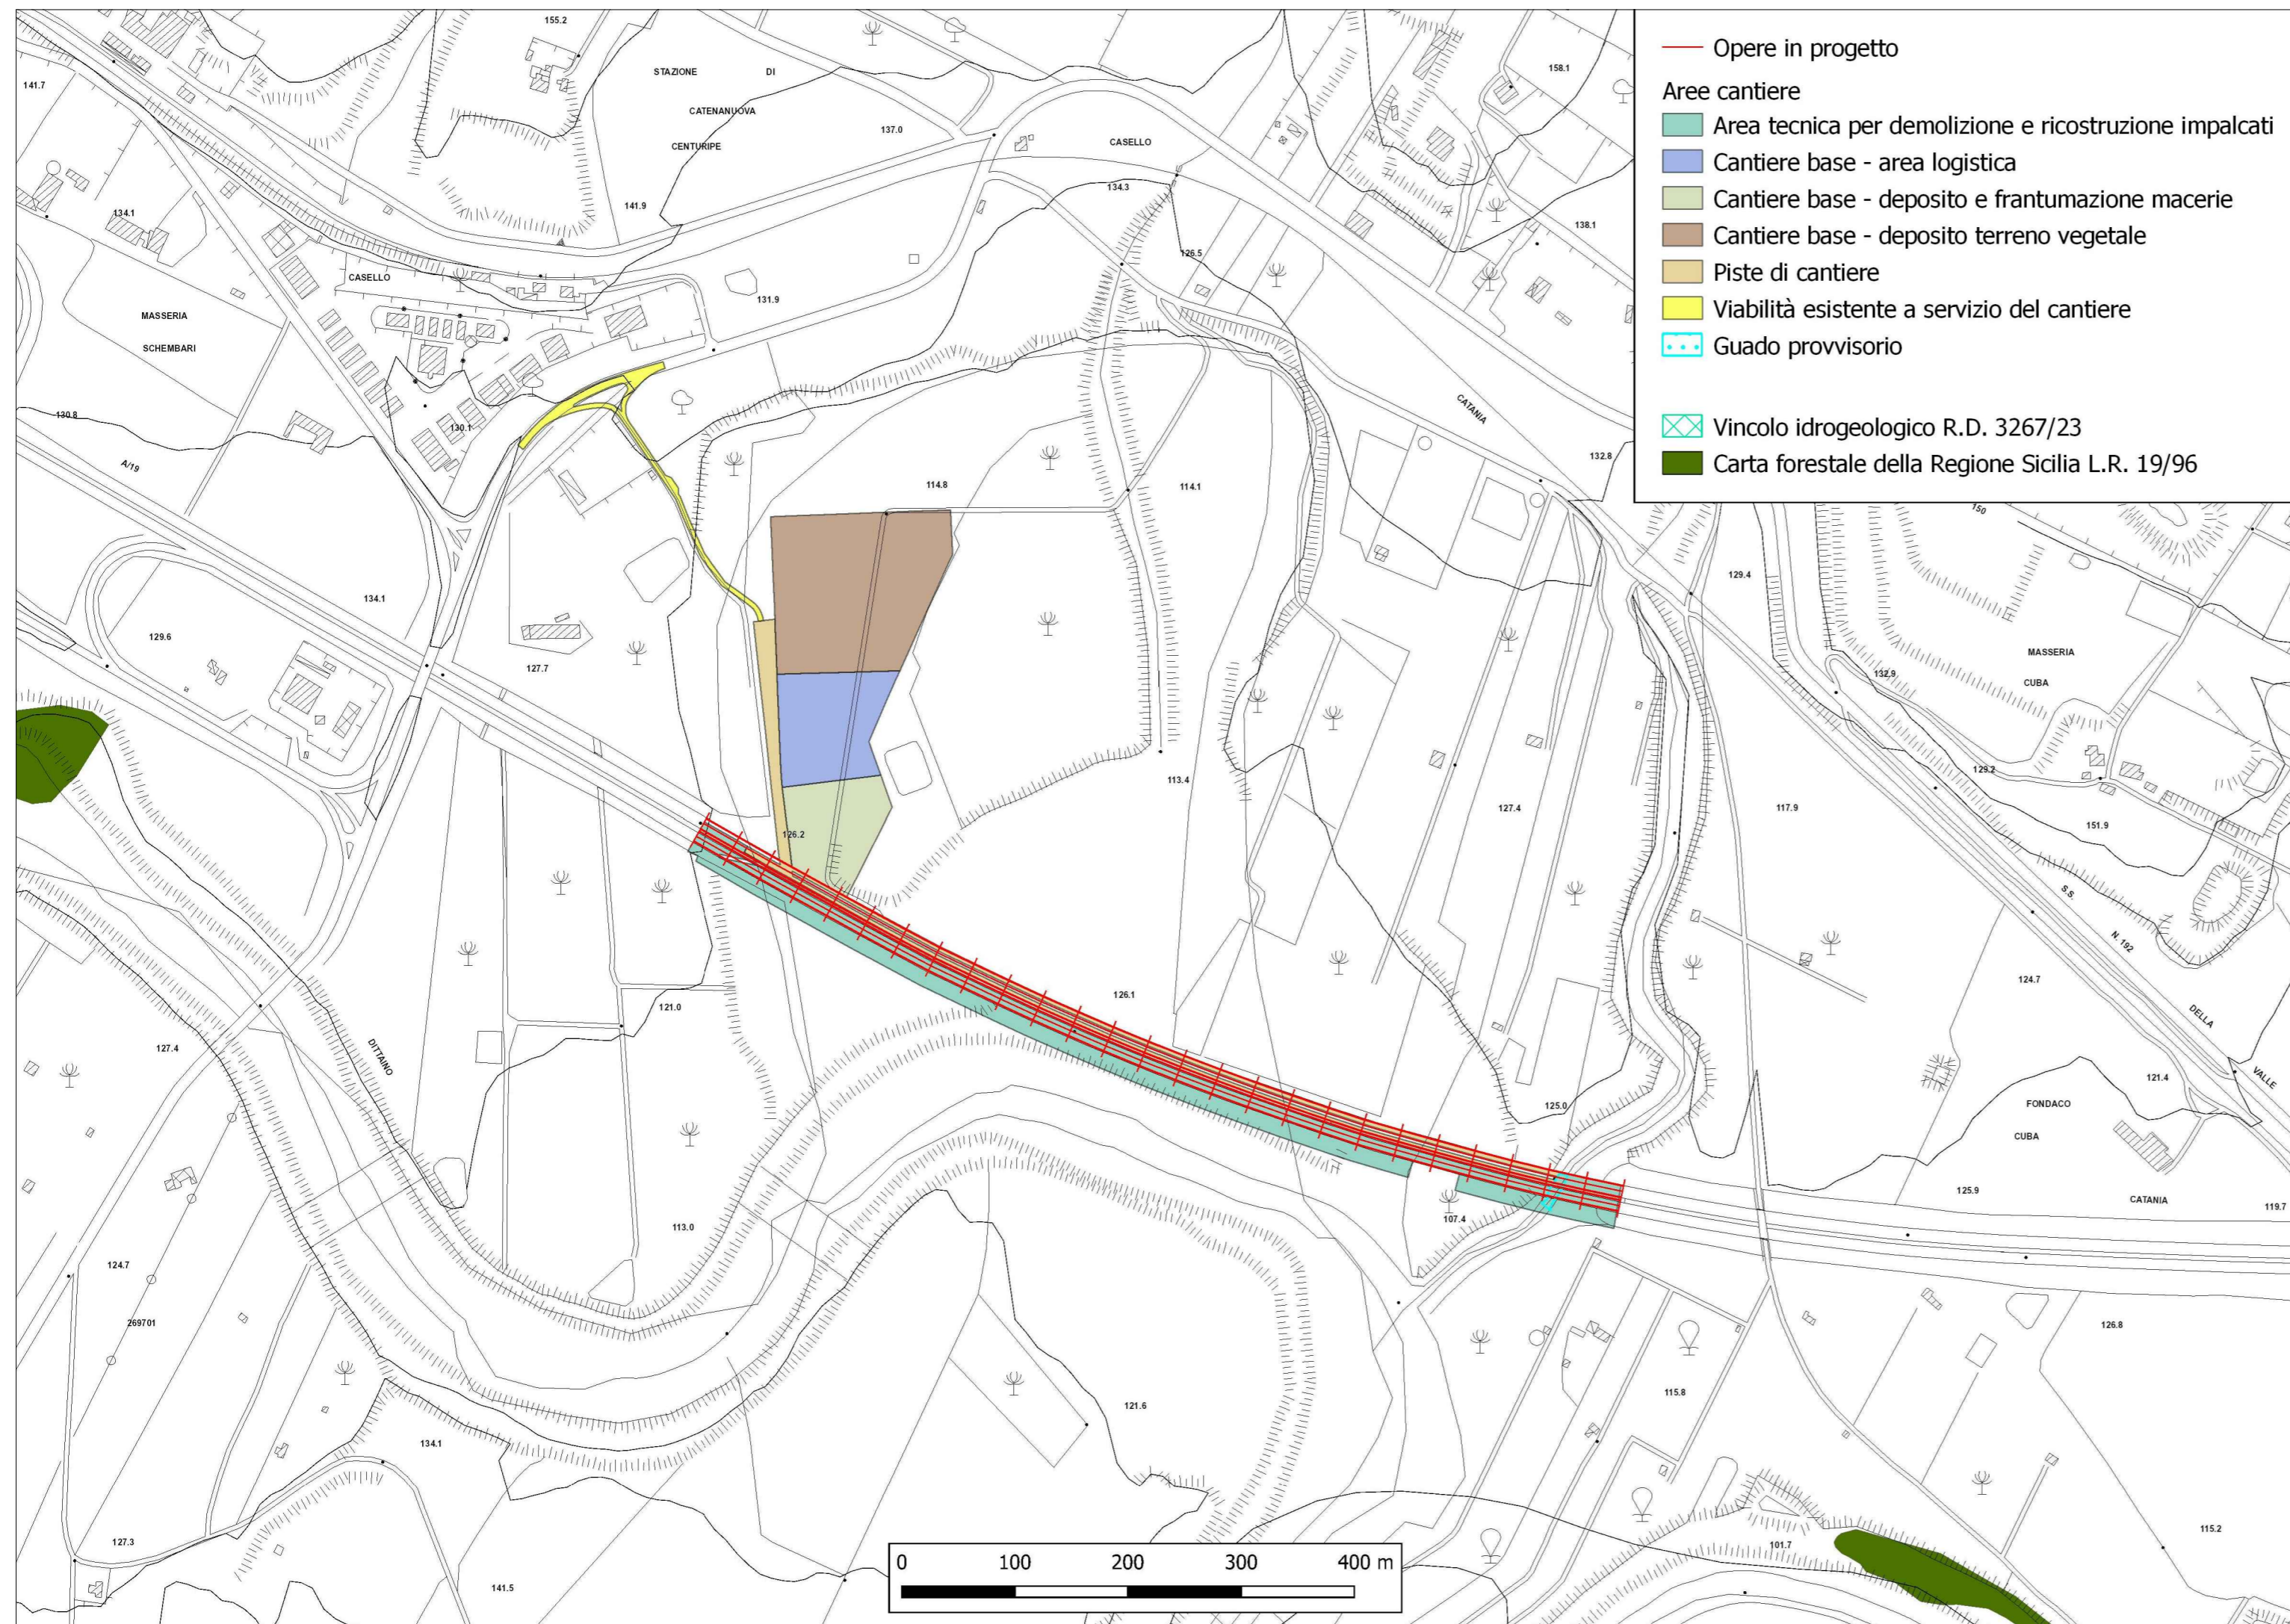 Opere in progetto
Aree cantiere
Area tecnica per demolizione e ricostruzione impalcati
Cantiere base - area logistica
Cantiere base - deposito e frantumazione macerie
Cantiere base - deposito terreno vegetale
Piste di cantiere
Viabilità esistente a servizio del cantiere
Guado provvisorio
Vincolo idrogeologico R.D. 3267/23
Carta forestale della Regione Sicilia L.R. 19/96
155.2
STAZIONE DI
CATENANUOVA
CENTURIPE
137.0
158.1
141.7
CASELLO
134.3
134.1
141.9
138.1
126.5
CASELLO
131.9
MASSERIA
SCHEMBARI
130.8
130.1
CATANIA
A/19
132.8
114.8
114.1
150
134.1
129.4
129.6
127.7
MASSERIA
CUBA
132.9
113.4
129.2
127.4
117.9
126.2
151.9
S.S.
N. 192
DELLA
VALLE
124.7
126.1
121.0
127.4
DITTAINO
121.4
125.0
FONDACO
CUBA
125.9
CATANIA
119.7
107.4
113.0
124.7
269701
126.8
115.8
121.6
134.1
115.2
127.3
101.7
141.5
0 100 200 300 400 m